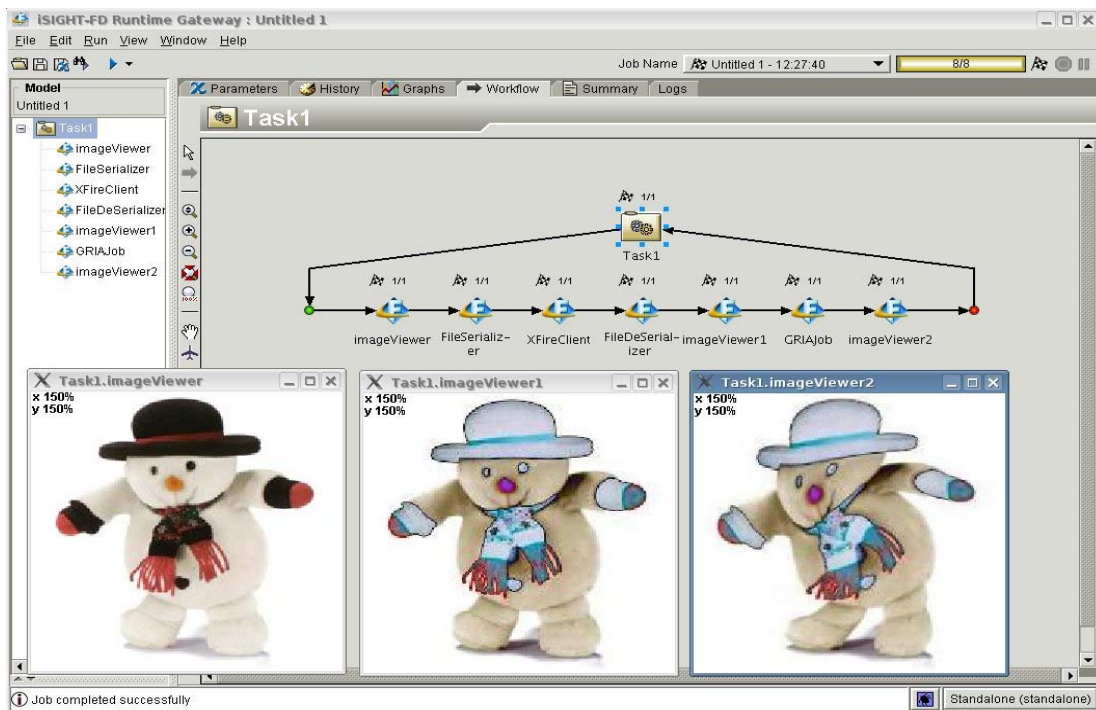 iSIGHT-FD Runtime Gateway : Untitled 1
File Edit Run View Window Help
Job Name Untitled 1 - 12:27:40 8/8
Model
Untitled 1
Task1
imageViewer
FileSerializer
XFireClient
FileDeSerializer
imageViewer1
GRIAJob
imageViewer2
Parameters History Graphs Workflow Summary Logs
Task1
1/1
Task1
1/1 1/1 1/1 1/1 1/1 1/1 1/1
imageViewer FileSerializ-er XFireClient FileDeSerial-izer imageViewer1 GRIAJob imageViewer2
100%
Task1.imageViewer
x 150%
y 150%
Task1.imageViewer1
x 150%
y 150%
Task1.imageViewer2
x 150%
y 150%
Job completed successfully
Standalone (standalone)